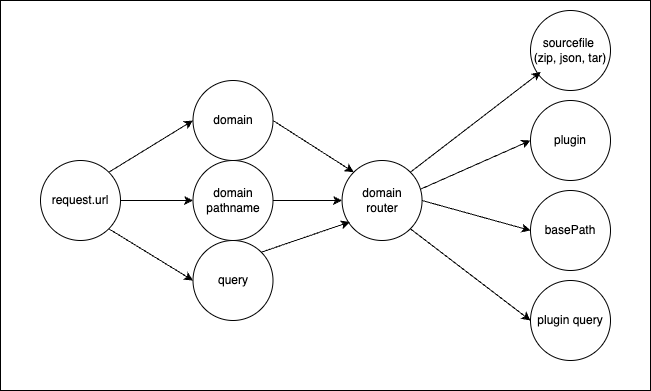 request.url
domain
domain
pathname
query
domain
router
sourcefile
(zip, json, tar)
plugin
basePath
plugin query